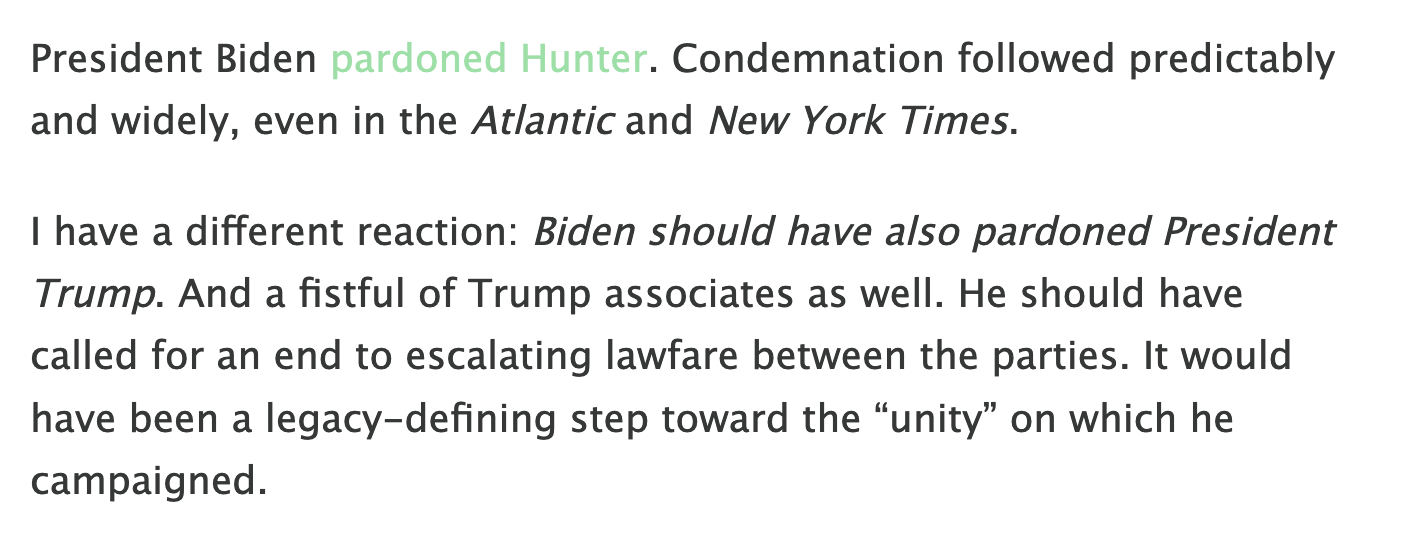 President Biden pardoned Hunter. Condemnation followed predictably
and widely, even in the Atlantic and New York Times.
I have a different reaction: Biden should have also pardoned President
Trump. And a fistful of Trump associates as well. He should have
called for an end to escalating lawfare between the parties. It would
have been a legacy-defining step toward the “unity” on which he
campaigned.